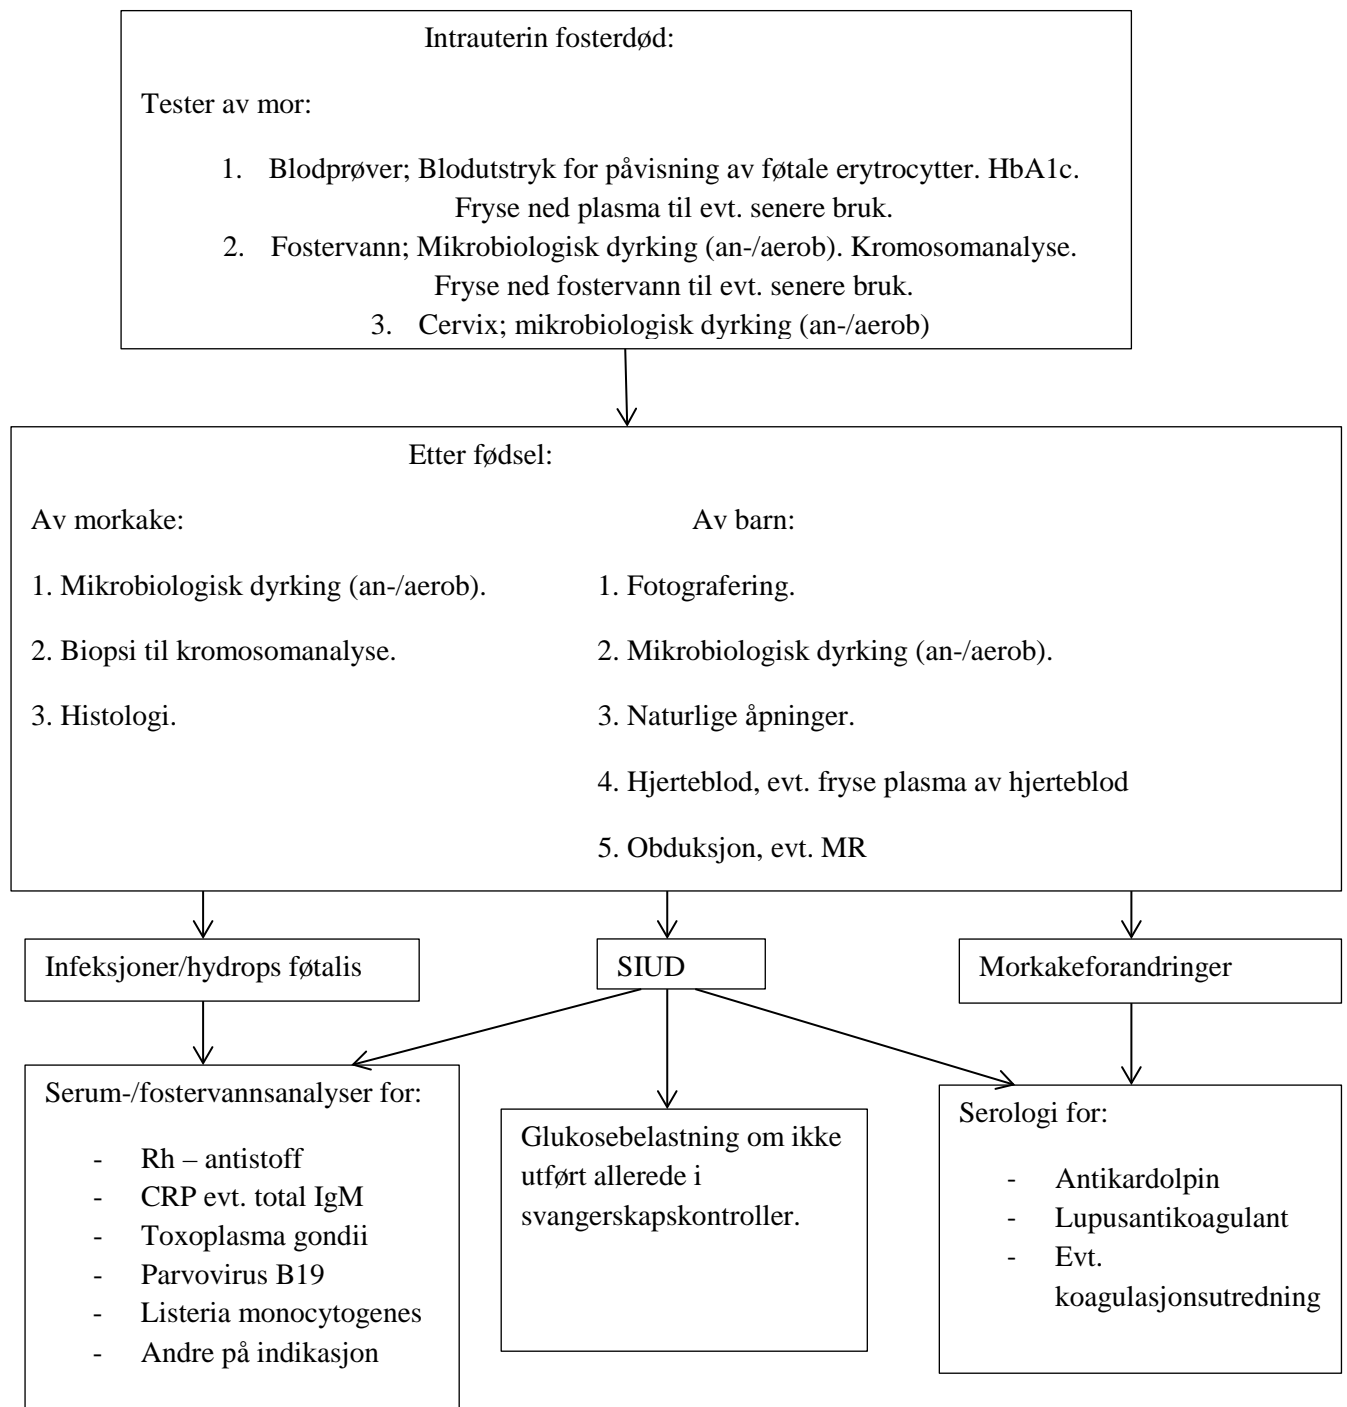 Intrauterin fosterdød:
Tester av mor:
1. Blodprøver; Blodutstryk for påvisning av føtale erytrocytter. HbA1c.
Fryse ned plasma til evt. senere bruk.
2. Fostervann; Mikrobiologisk dyrking (an-/aerob). Kromosomanalyse.
Fryse ned fostervann til evt. senere bruk.
3. Cervix; mikrobiologisk dyrking (an-/aerob)
Etter fødsel:
Av morkake:
1. Mikrobiologisk dyrking (an-/aerob).
2. Biopsi til kromosomanalyse.
3. Histologi.
Av barn:
1. Fotografering.
2. Mikrobiologisk dyrking (an-/aerob).
3. Naturlige åpninger.
4. Hjerteblod, evt. fryse plasma av hjerteblod
5. Obduksjon, evt. MR
Infeksjoner/hydrops føtalis
SIUD
Morkakeforandringer
Serum-/fostervannsanalyser for:
- Rh – antistoff
- CRP evt. total IgM
- Toxoplasma gondii
- Parvovirus B19
- Listeria monocytogenes
- Andre på indikasjon
Glukosebelastning om ikke
utført allerede i
svangerskapskontroller.
Serologi for:
- Antikardolpin
- Lupusantikoagulant
- Evt.
koagulasjonsutredning